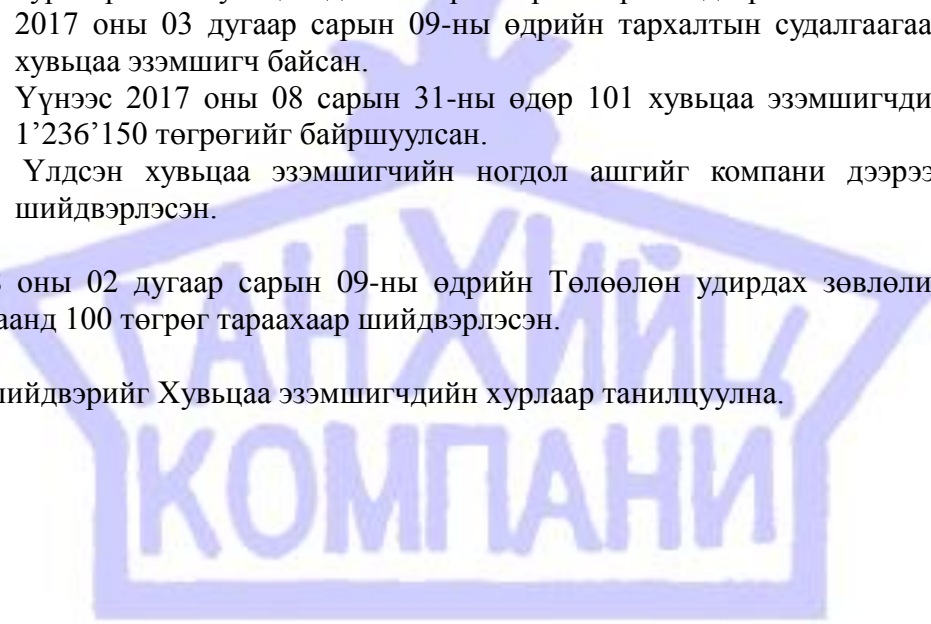 2017 оны 03 дугаар сарын 09-ны өдрийн тархалтын судалгаагаа
хувьцаа эзэмшигч байсан.
Үүнээс 2017 оны 08 сарын 31-ны өдөр 101 хувьцаа эзэмшигчди
1’236’150 төгрөгийг байршуулсан.
Үлдсэн хувьцаа эзэмшигчийн ногдол ашгийг компани дээрээ
шийдвэрлэсэн.
оны 02 дугаар сарын 09-ны өдрийн Төлөөлөн удирдах зөвлөли
аанд 100 төгрөг тараахаар шийдвэрлэсэн.
шийдвэрийг Хувьцаа эзэмшигчдийн хурлаар танилцуулна.
ТАН ХИЙЦ
КОМПАНИ